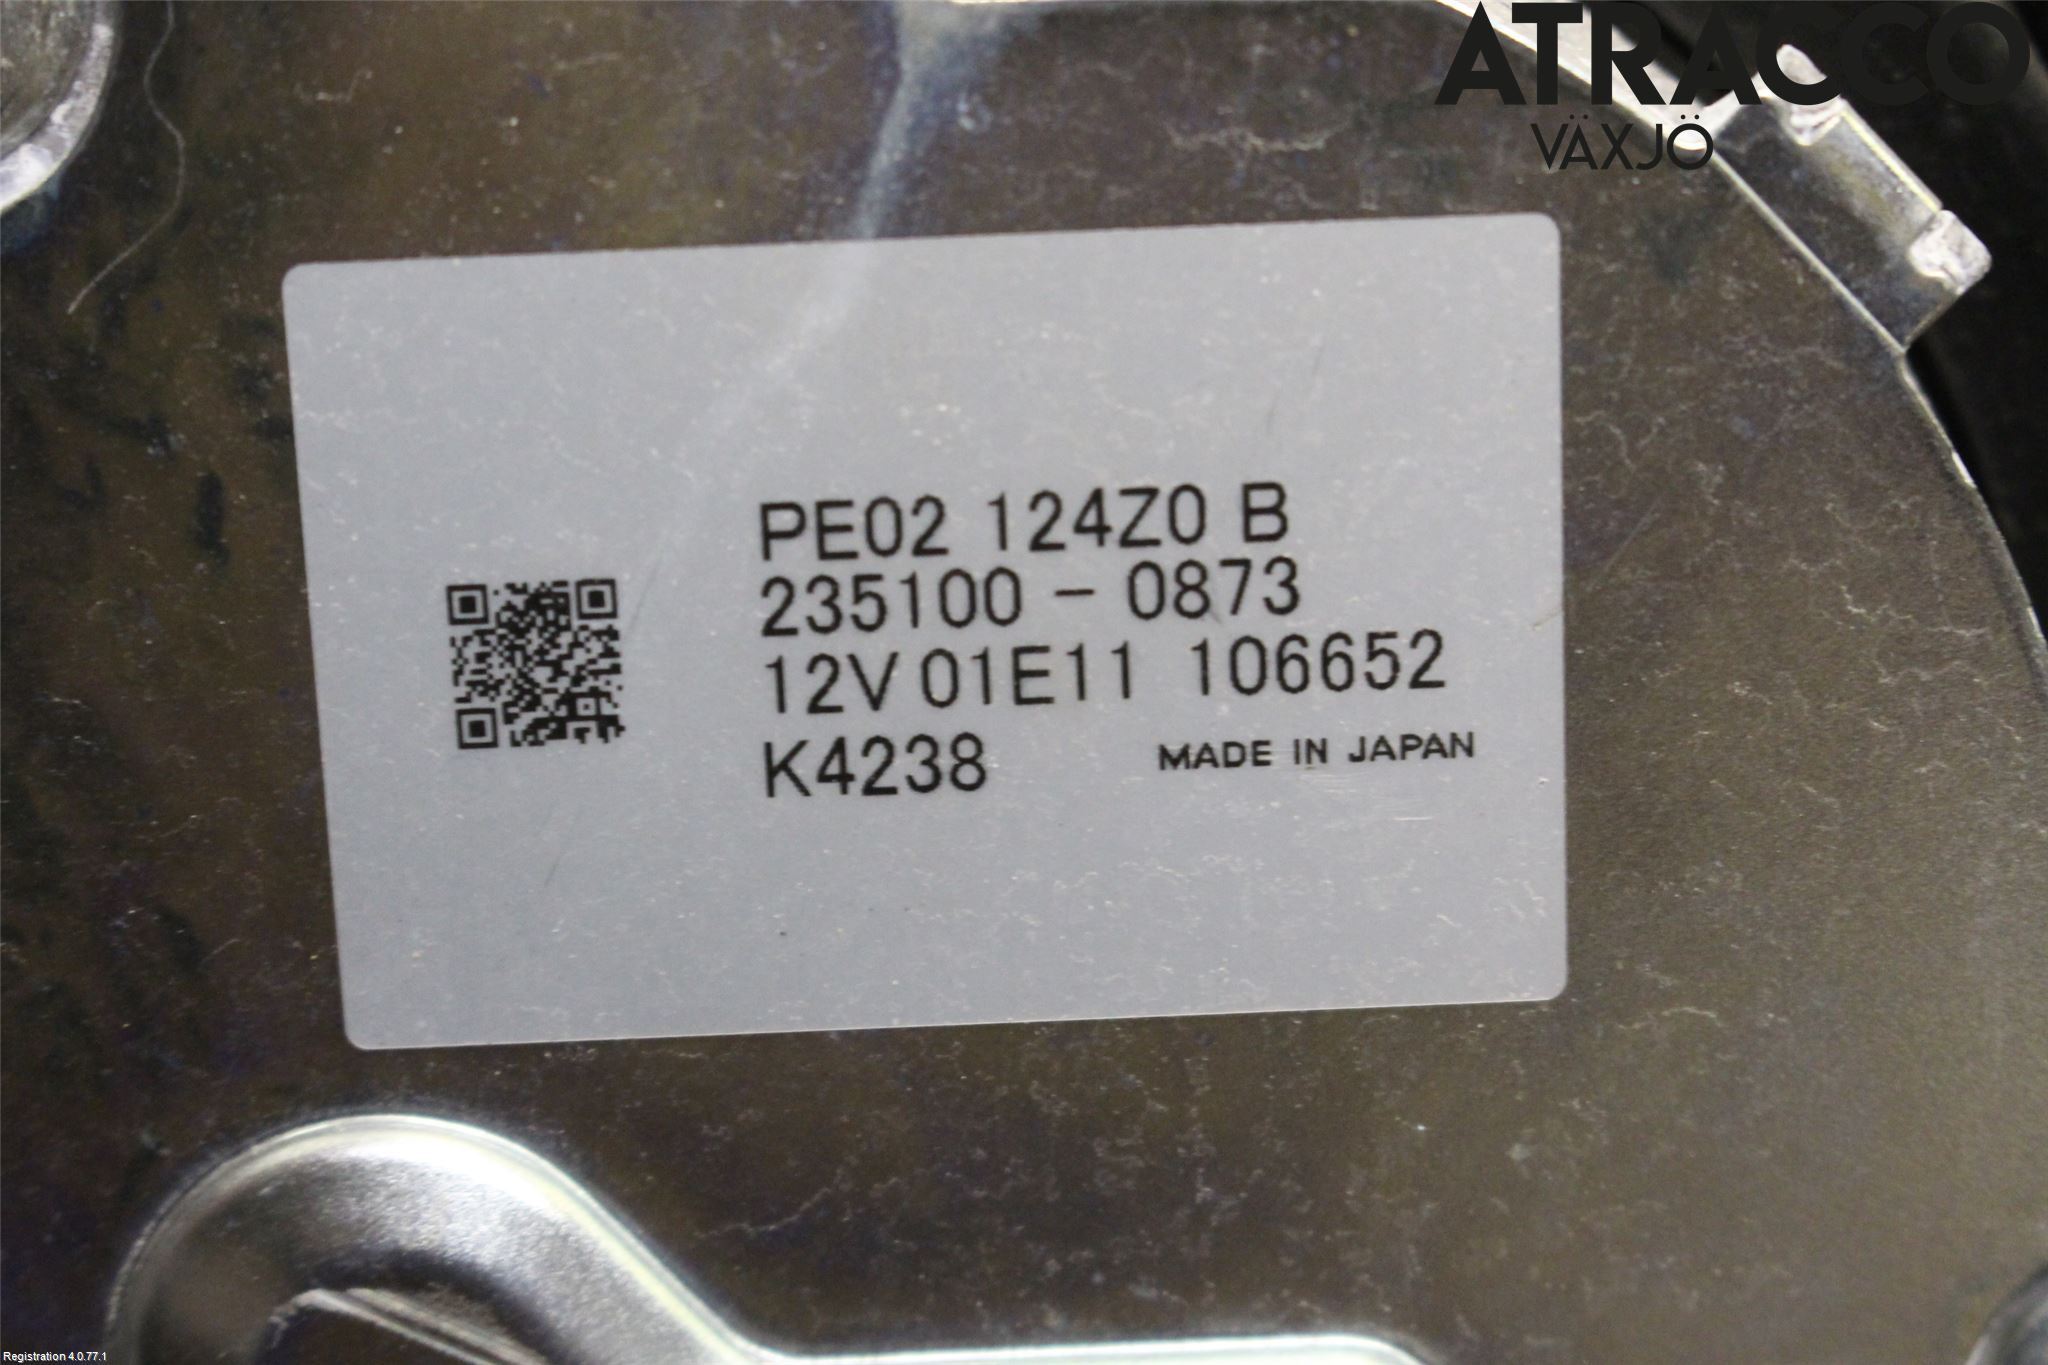 ATRACCO
VÄXJÖ
PE02 124Z0 B
235100 - 0873
12V 01E11 106652
K4238 MADE IN JAPAN
Registration 4.0.77.1